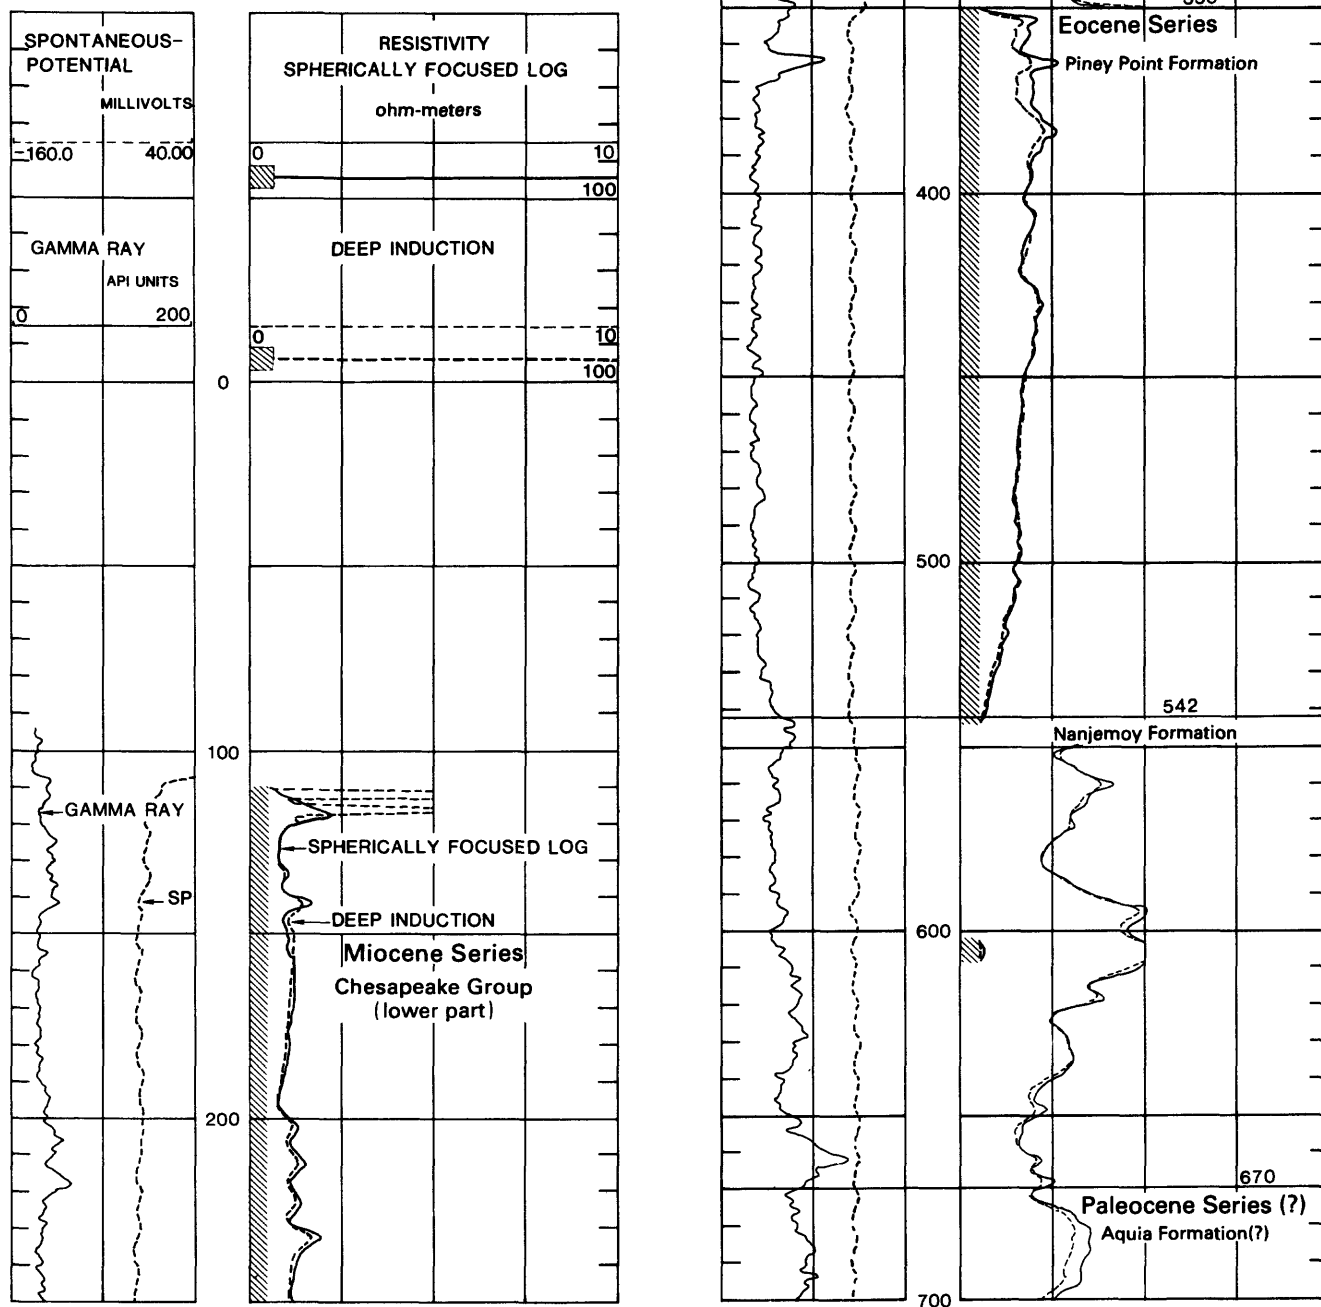 SPONTANEOUS-
POTENTIAL
MILLIVOLTS
-160.0 40.00
GAMMA RAY
API UNITS
0 200
RESISTIVITY
SPHERICALLY FOCUSED LOG
ohm-meters
0 10
100
DEEP INDUCTION
0 10
100
0
100
GAMMA RAY
SPHERICALLY FOCUSED LOG
SP
DEEP INDUCTION
Miocene Series
Chesapeake Group
(lower part)
200
Eocene Series
Piney Point Formation
400
500
542
Nanjemoy Formation
600
670
Paleocene Series (?)
Aquia Formation(?)
700